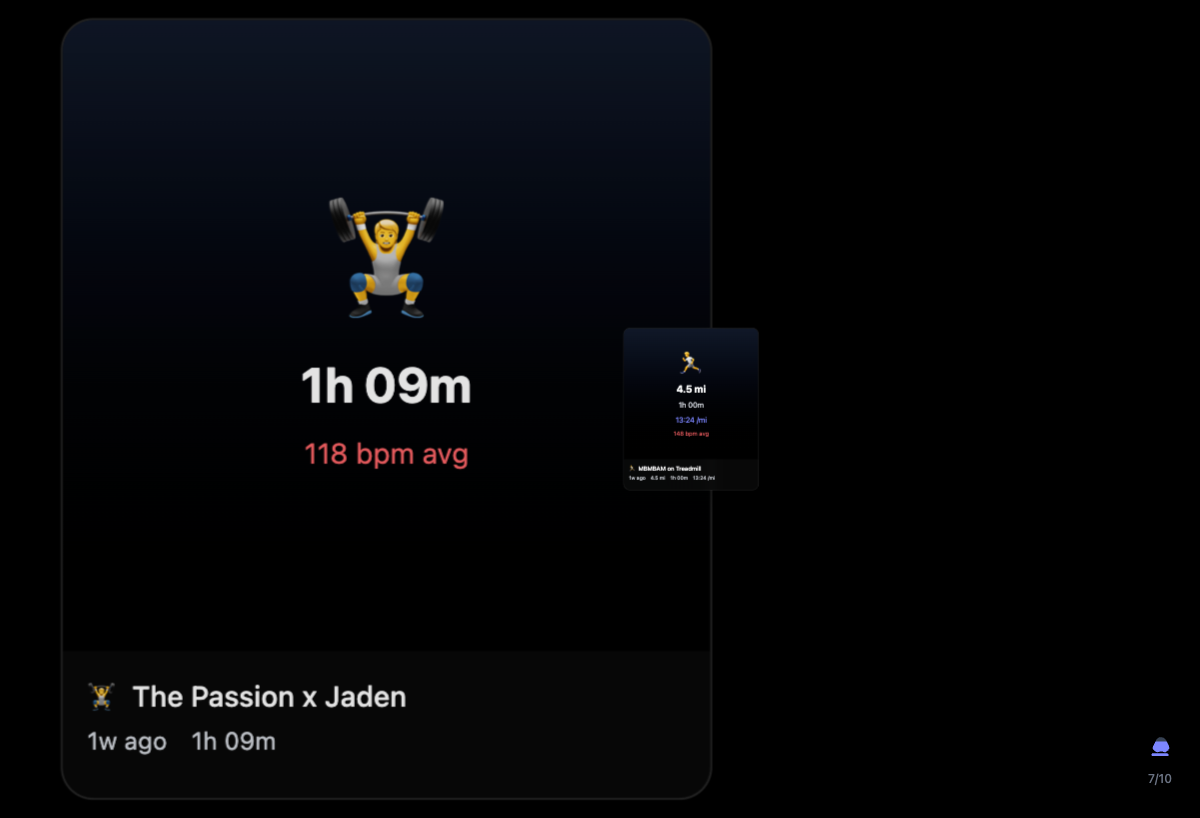 1h 09m
118 bpm avg
The Passion x Jaden
1w ago 1h 09m
4.5 mi
1h 00m
13:24 /mi
148 bpm avg
MBMBAM on Treadmill
1w ago 4.5 mi 1h 00m 13:24 /mi
7/10